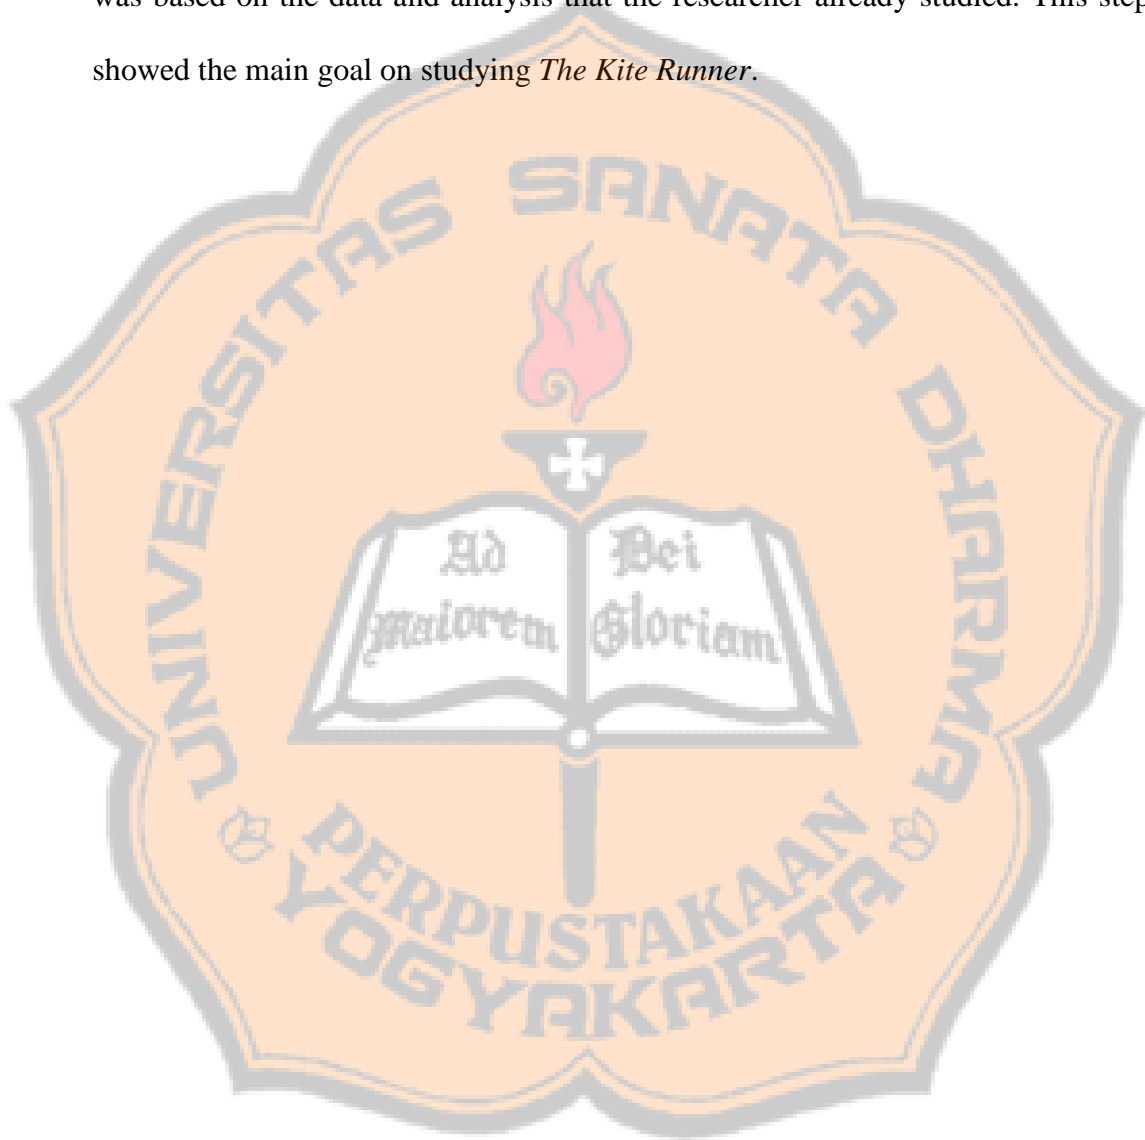 was based on the data and analysis that the researcher already studied. This step
showed the main goal on studying The Kite Runner.
UNIVERSITAS SANATA DHARMA
Ad Dei
Maiorem Gloriam
PERPUSTAKAAN
YOGYAKARTA